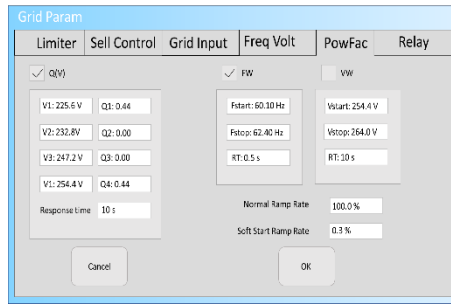 Grid Param
Limiter Sell Control Grid Input Freq Volt PowFac Relay
Q(V) FW VW
V1: 225.6 V Q1: 0.44 Fstart: 60.10 Hz Vstart: 254.4 V
V2: 232.8V Q2: 0.00 Fstop: 62.40 Hz Vstop: 264.0 V
V3: 247.2 V Q3: 0.00 RT: 0.5 s RT: 10 s
V1: 254.4 V Q4: 0.44
Response time 10 s
Normal Ramp Rate 100.0 %
Soft Start Ramp Rate 0.3 %
Cancel OK